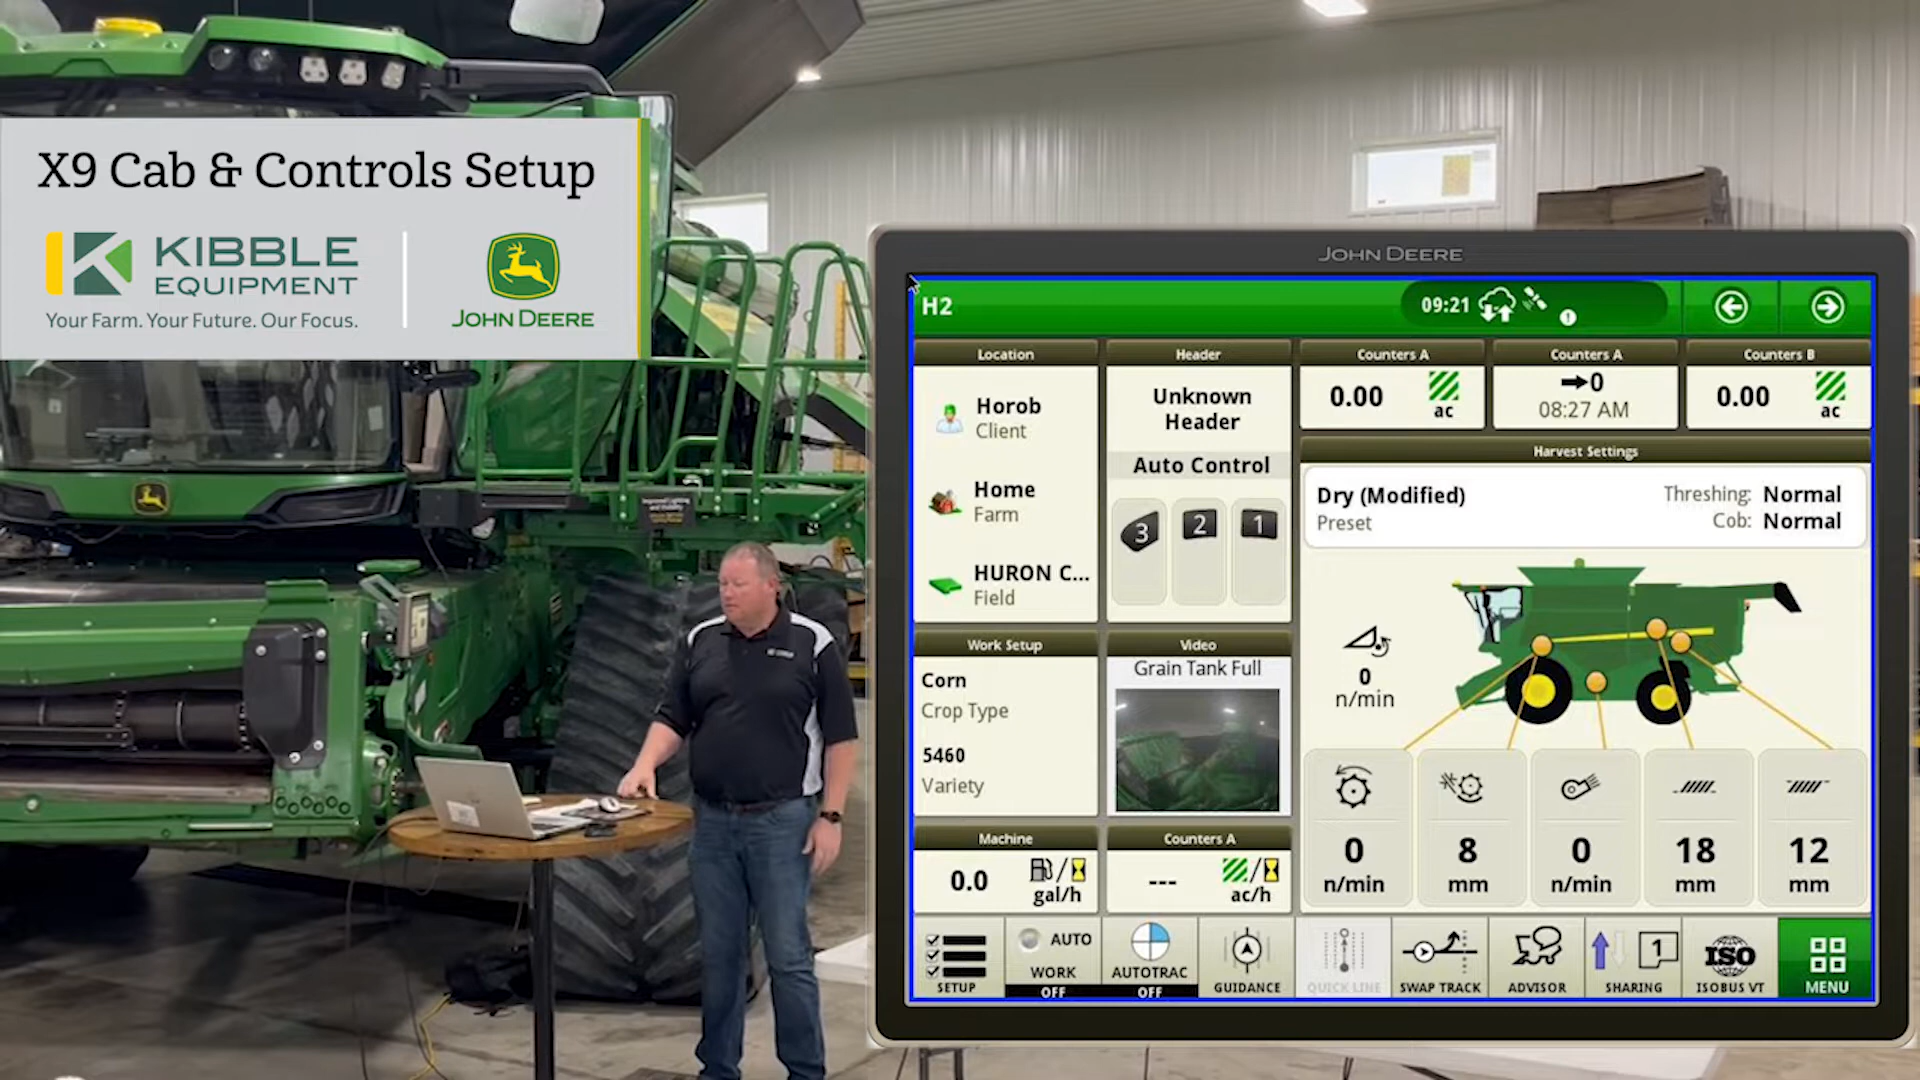 X9 Cab & Controls Setup
KIBBLE
EQUIPMENT
Your Farm. Your Future. Our Focus.
JOHN DEERE
JOHN DEERE
H2
09:21
Location
Horob
Client
Home
Farm
HURON C...
Field
Header
Unknown
Header
Auto Control
3 2 1
Counters A
0.00
ac
Counters A
0
08:27 AM
Counters B
0.00
ac
Harvest Settings
Dry (Modified)
Preset
Threshing: Normal
Cob: Normal
0
n/min
0
n/min
8
mm
0
n/min
18
mm
12
mm
Work Setup
Corn
Crop Type
5460
Variety
Video
Grain Tank Full
Machine
0.0
/
gal/h
Counters A
---
/
ac/h
SETUP
AUTO
WORK
OFF
AUTOTRAC
OFF
GUIDANCE
QUICK LINE
SWAP TRACK
ADVISOR
1
SHARING
ISO
ISOBUS VT
MENU